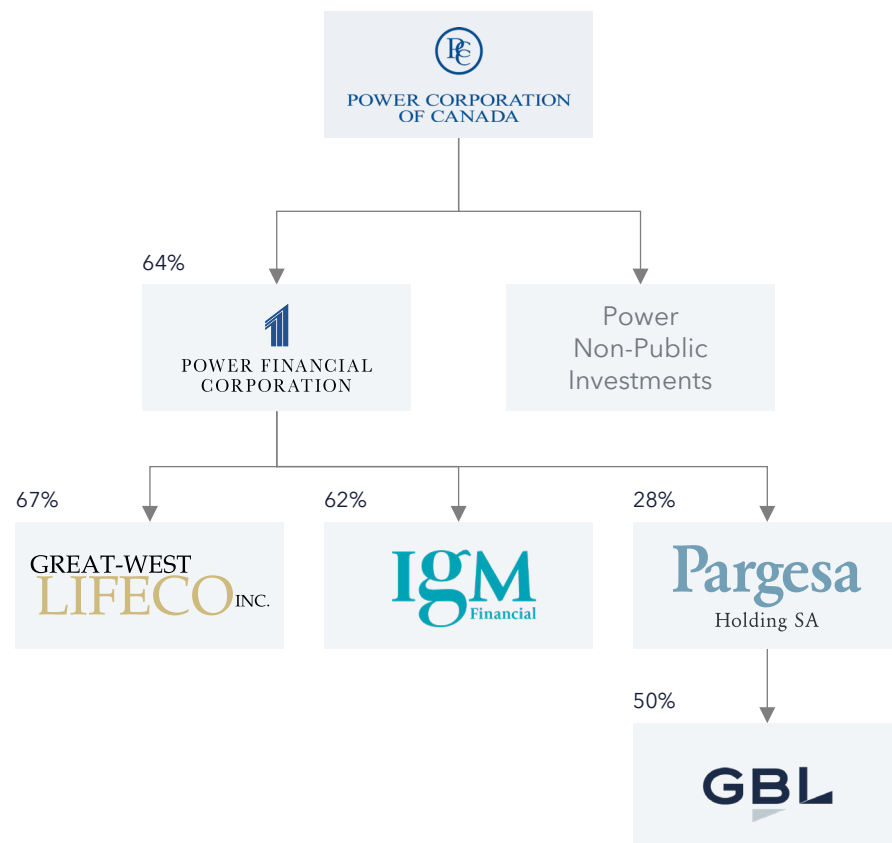 PCC
POWER CORPORATION
OF CANADA
64%
POWER FINANCIAL
CORPORATION
Power
Non-Public
Investments
67%
GREAT-WEST
LIFECO INC.
62%
IgM
Financial
28%
Pargesa
Holding SA
50%
GBL